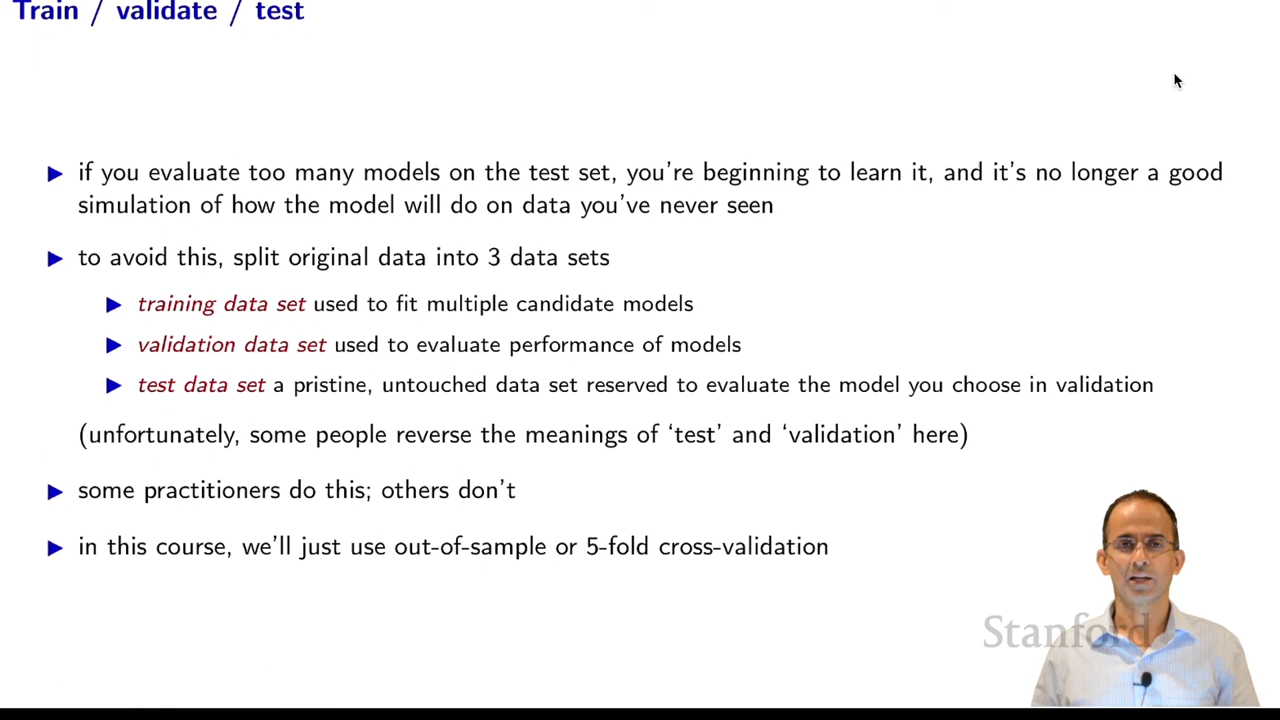 Train / validate / test
▶ if you evaluate too many models on the test set, you're beginning to learn it, and it's no longer a good
simulation of how the model will do on data you've never seen
▶ to avoid this, split original data into 3 data sets
▶ training data set used to fit multiple candidate models
▶ validation data set used to evaluate performance of models
▶ test data set a pristine, untouched data set reserved to evaluate the model you choose in validation
(unfortunately, some people reverse the meanings of ‘test’ and ‘validation’ here)
▶ some practitioners do this; others don't
▶ in this course, we'll just use out-of-sample or 5-fold cross-validation
Stanford